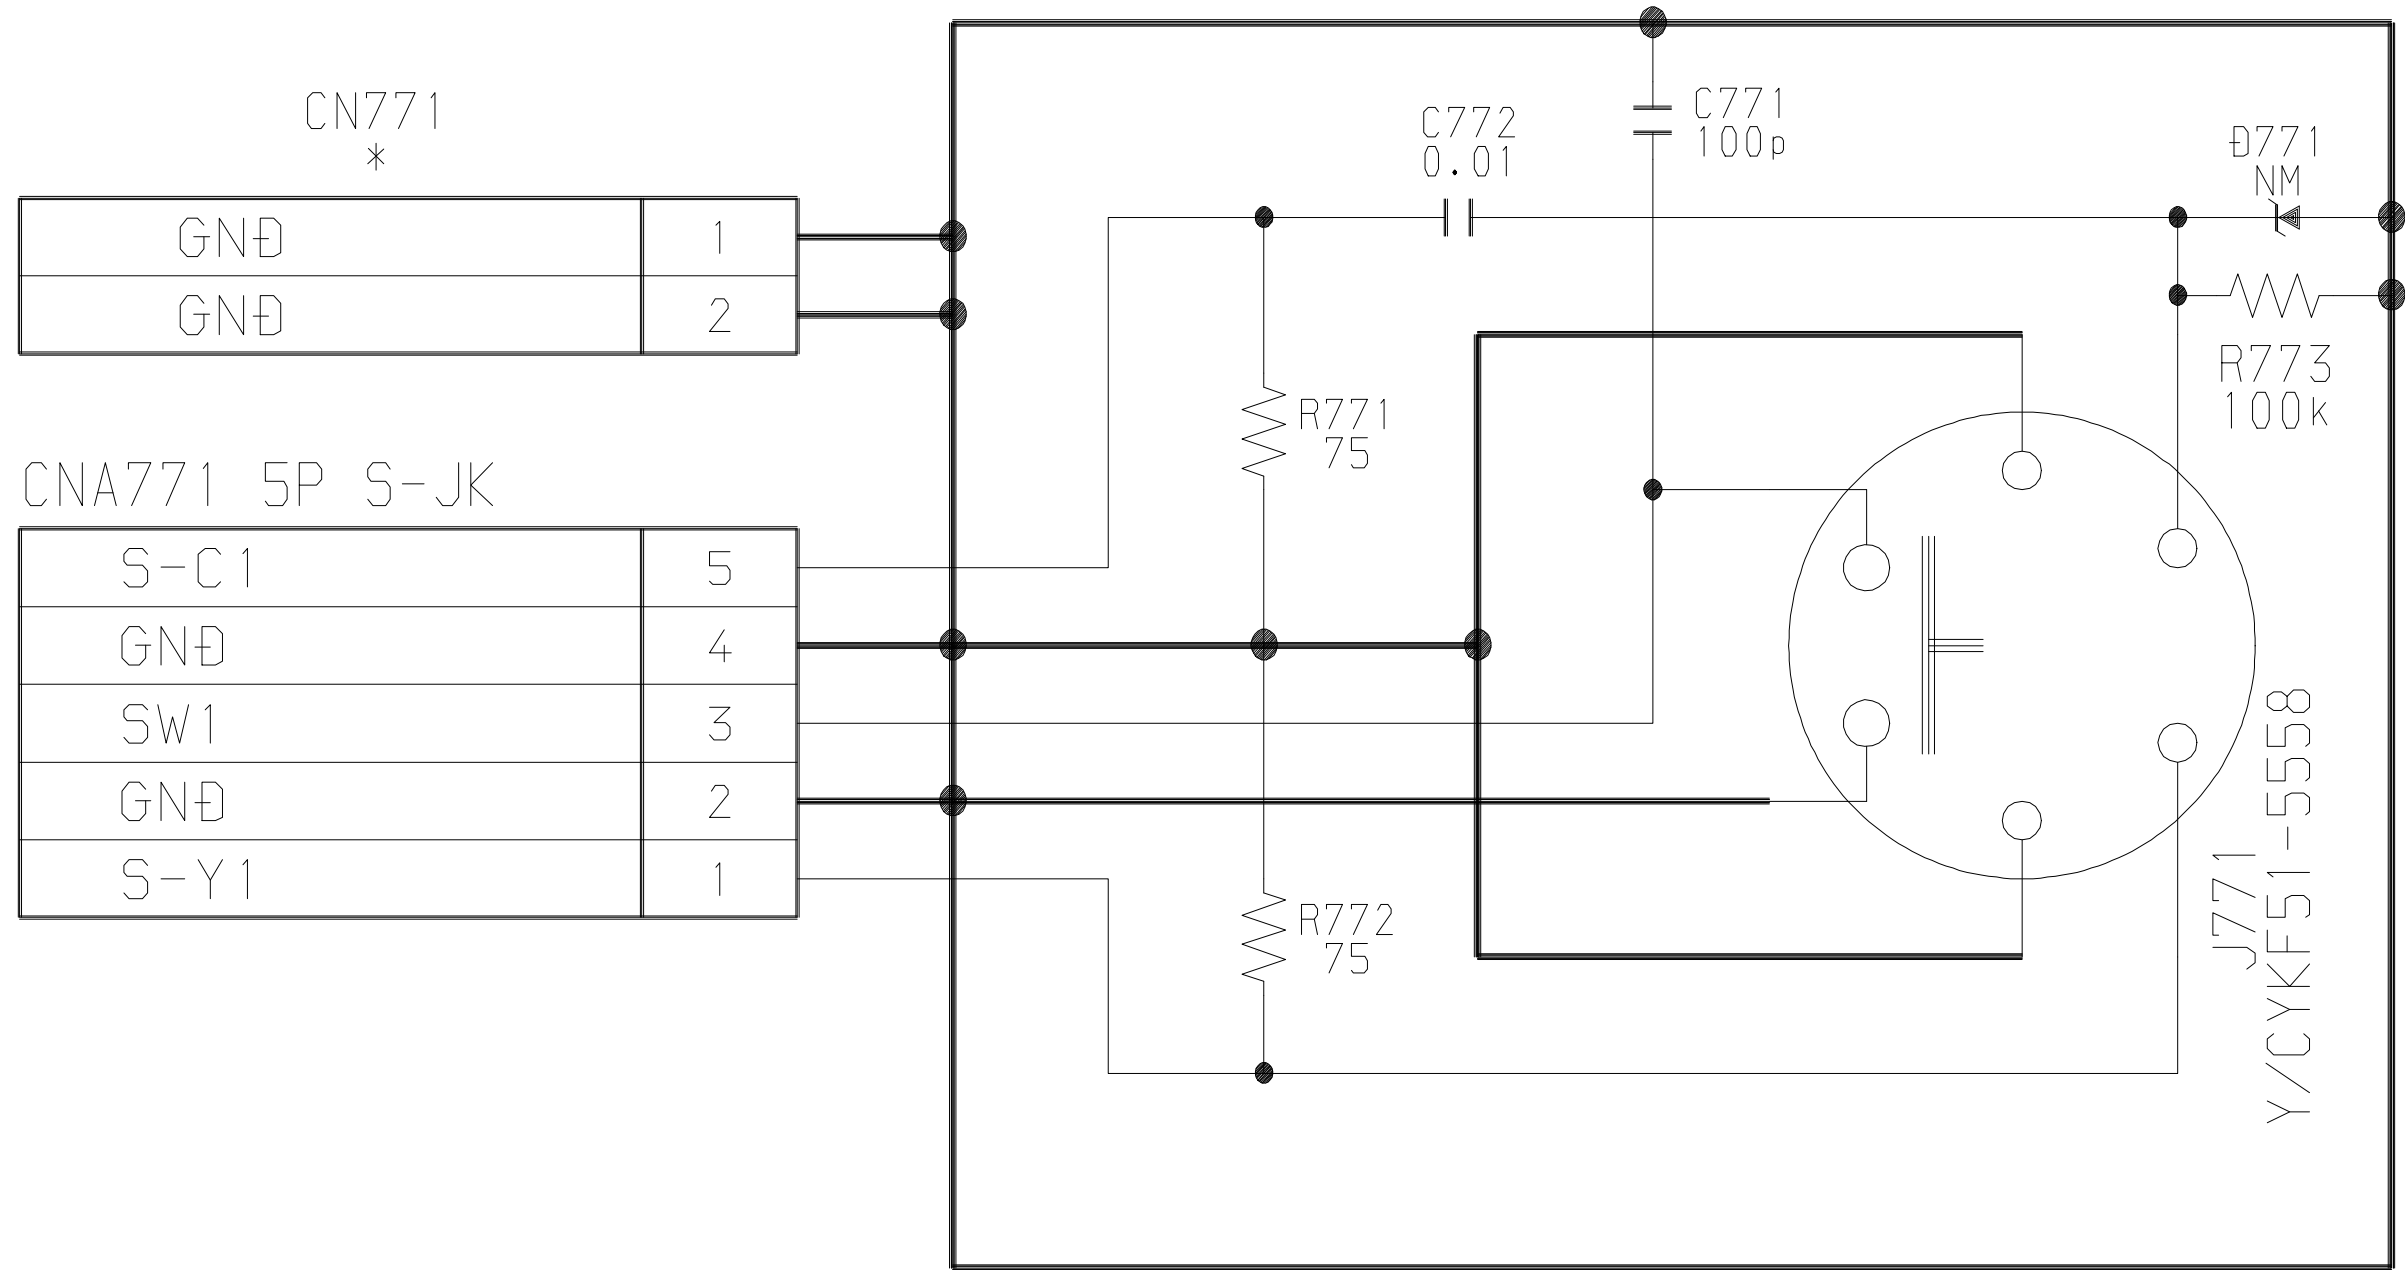 CN771
*
GND 1
GND 2
CNA771 5P S-JK
S-C1 5
GND 4
SW1 3
GND 2
S-Y1 1
C772
0.01
C771
100p
D771
NM
R773
100k
R771
75
R772
75
J771
Y/CYKF51-5558